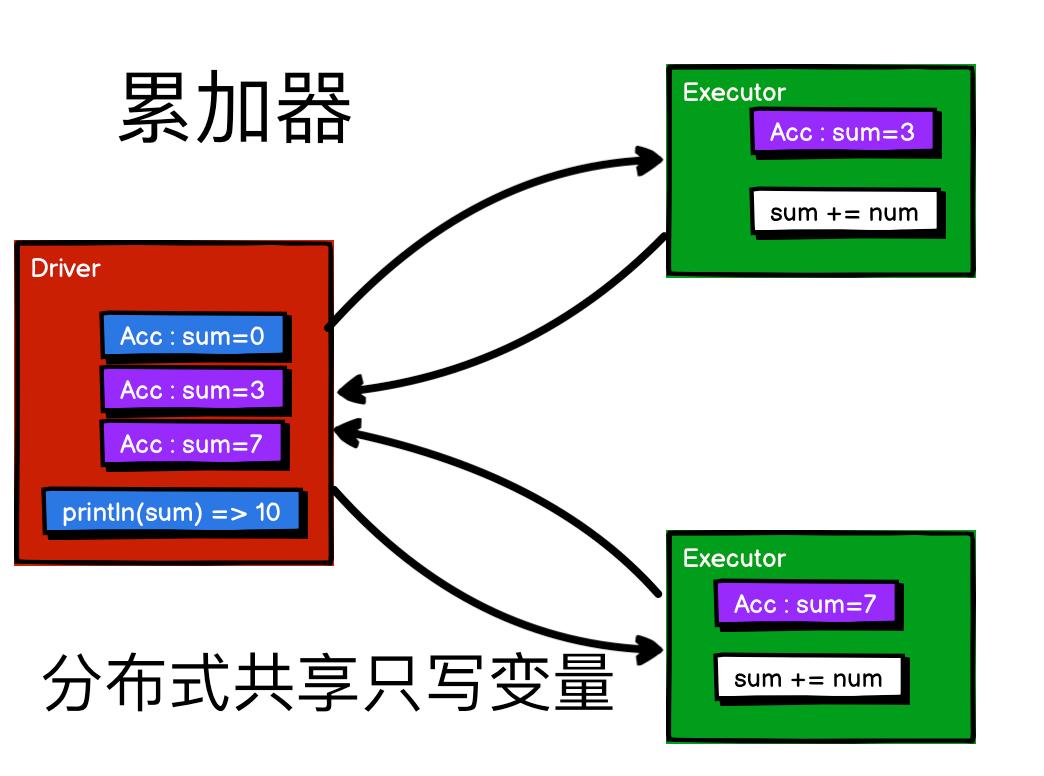 累加器
Executor
Acc : sum=3
sum += num
Driver
Acc : sum=0
Acc : sum=3
Acc : sum=7
println(sum) => 10
Executor
Acc : sum=7
sum += num
分布式共享只写变量